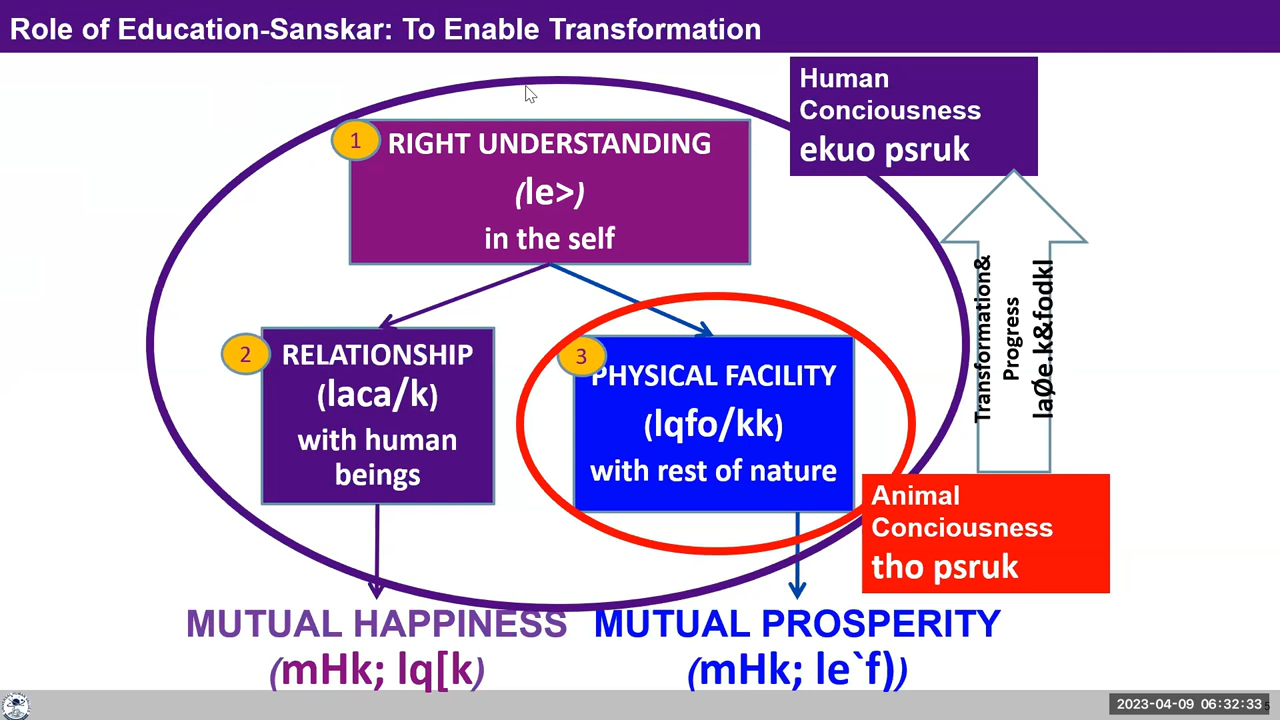 Role of Education-Sanskar: To Enable Transformation
Human
Conciousness
ekuo psruk
1
RIGHT UNDERSTANDING
(le>)
in the self
2
RELATIONSHIP
(laca/k)
with human
beings
3
PHYSICAL FACILITY
(lqfo/kk)
with rest of nature
Transformation&
Progress
laØe.k&fodkl
Animal
Conciousness
tho psruk
MUTUAL HAPPINESS
(mHk; lq[k)
MUTUAL PROSPERITY
(mHk; le`f))
2023-04-09 06:32:33
5